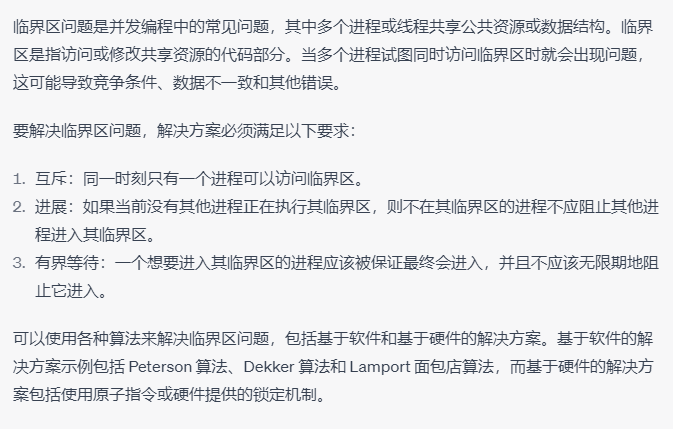 临界区问题是并发编程中的常见问题，其中多个进程或线程共享公共资源或数据结构。临界
区是指访问或修改共享资源的代码部分。当多个进程试图同时访问临界区时就会出现问题，
这可能导致竞争条件、数据不一致和其他错误。
要解决临界区问题，解决方案必须满足以下要求：
1. 互斥：同一时刻只有一个进程可以访问临界区。
2. 进展：如果当前没有其他进程正在执行其临界区，则不在其临界区的进程不应阻止其他进
程进入其临界区。
3. 有界等待：一个想要进入其临界区的进程应该被保证最终会进入，并且不应该无限期地阻
止它进入。
可以使用各种算法来解决临界区问题，包括基于软件和基于硬件的解决方案。基于软件的解
决方案示例包括 Peterson 算法、Dekker 算法和 Lamport 面包店算法，而基于硬件的解决方
案包括使用原子指令或硬件提供的锁定机制。